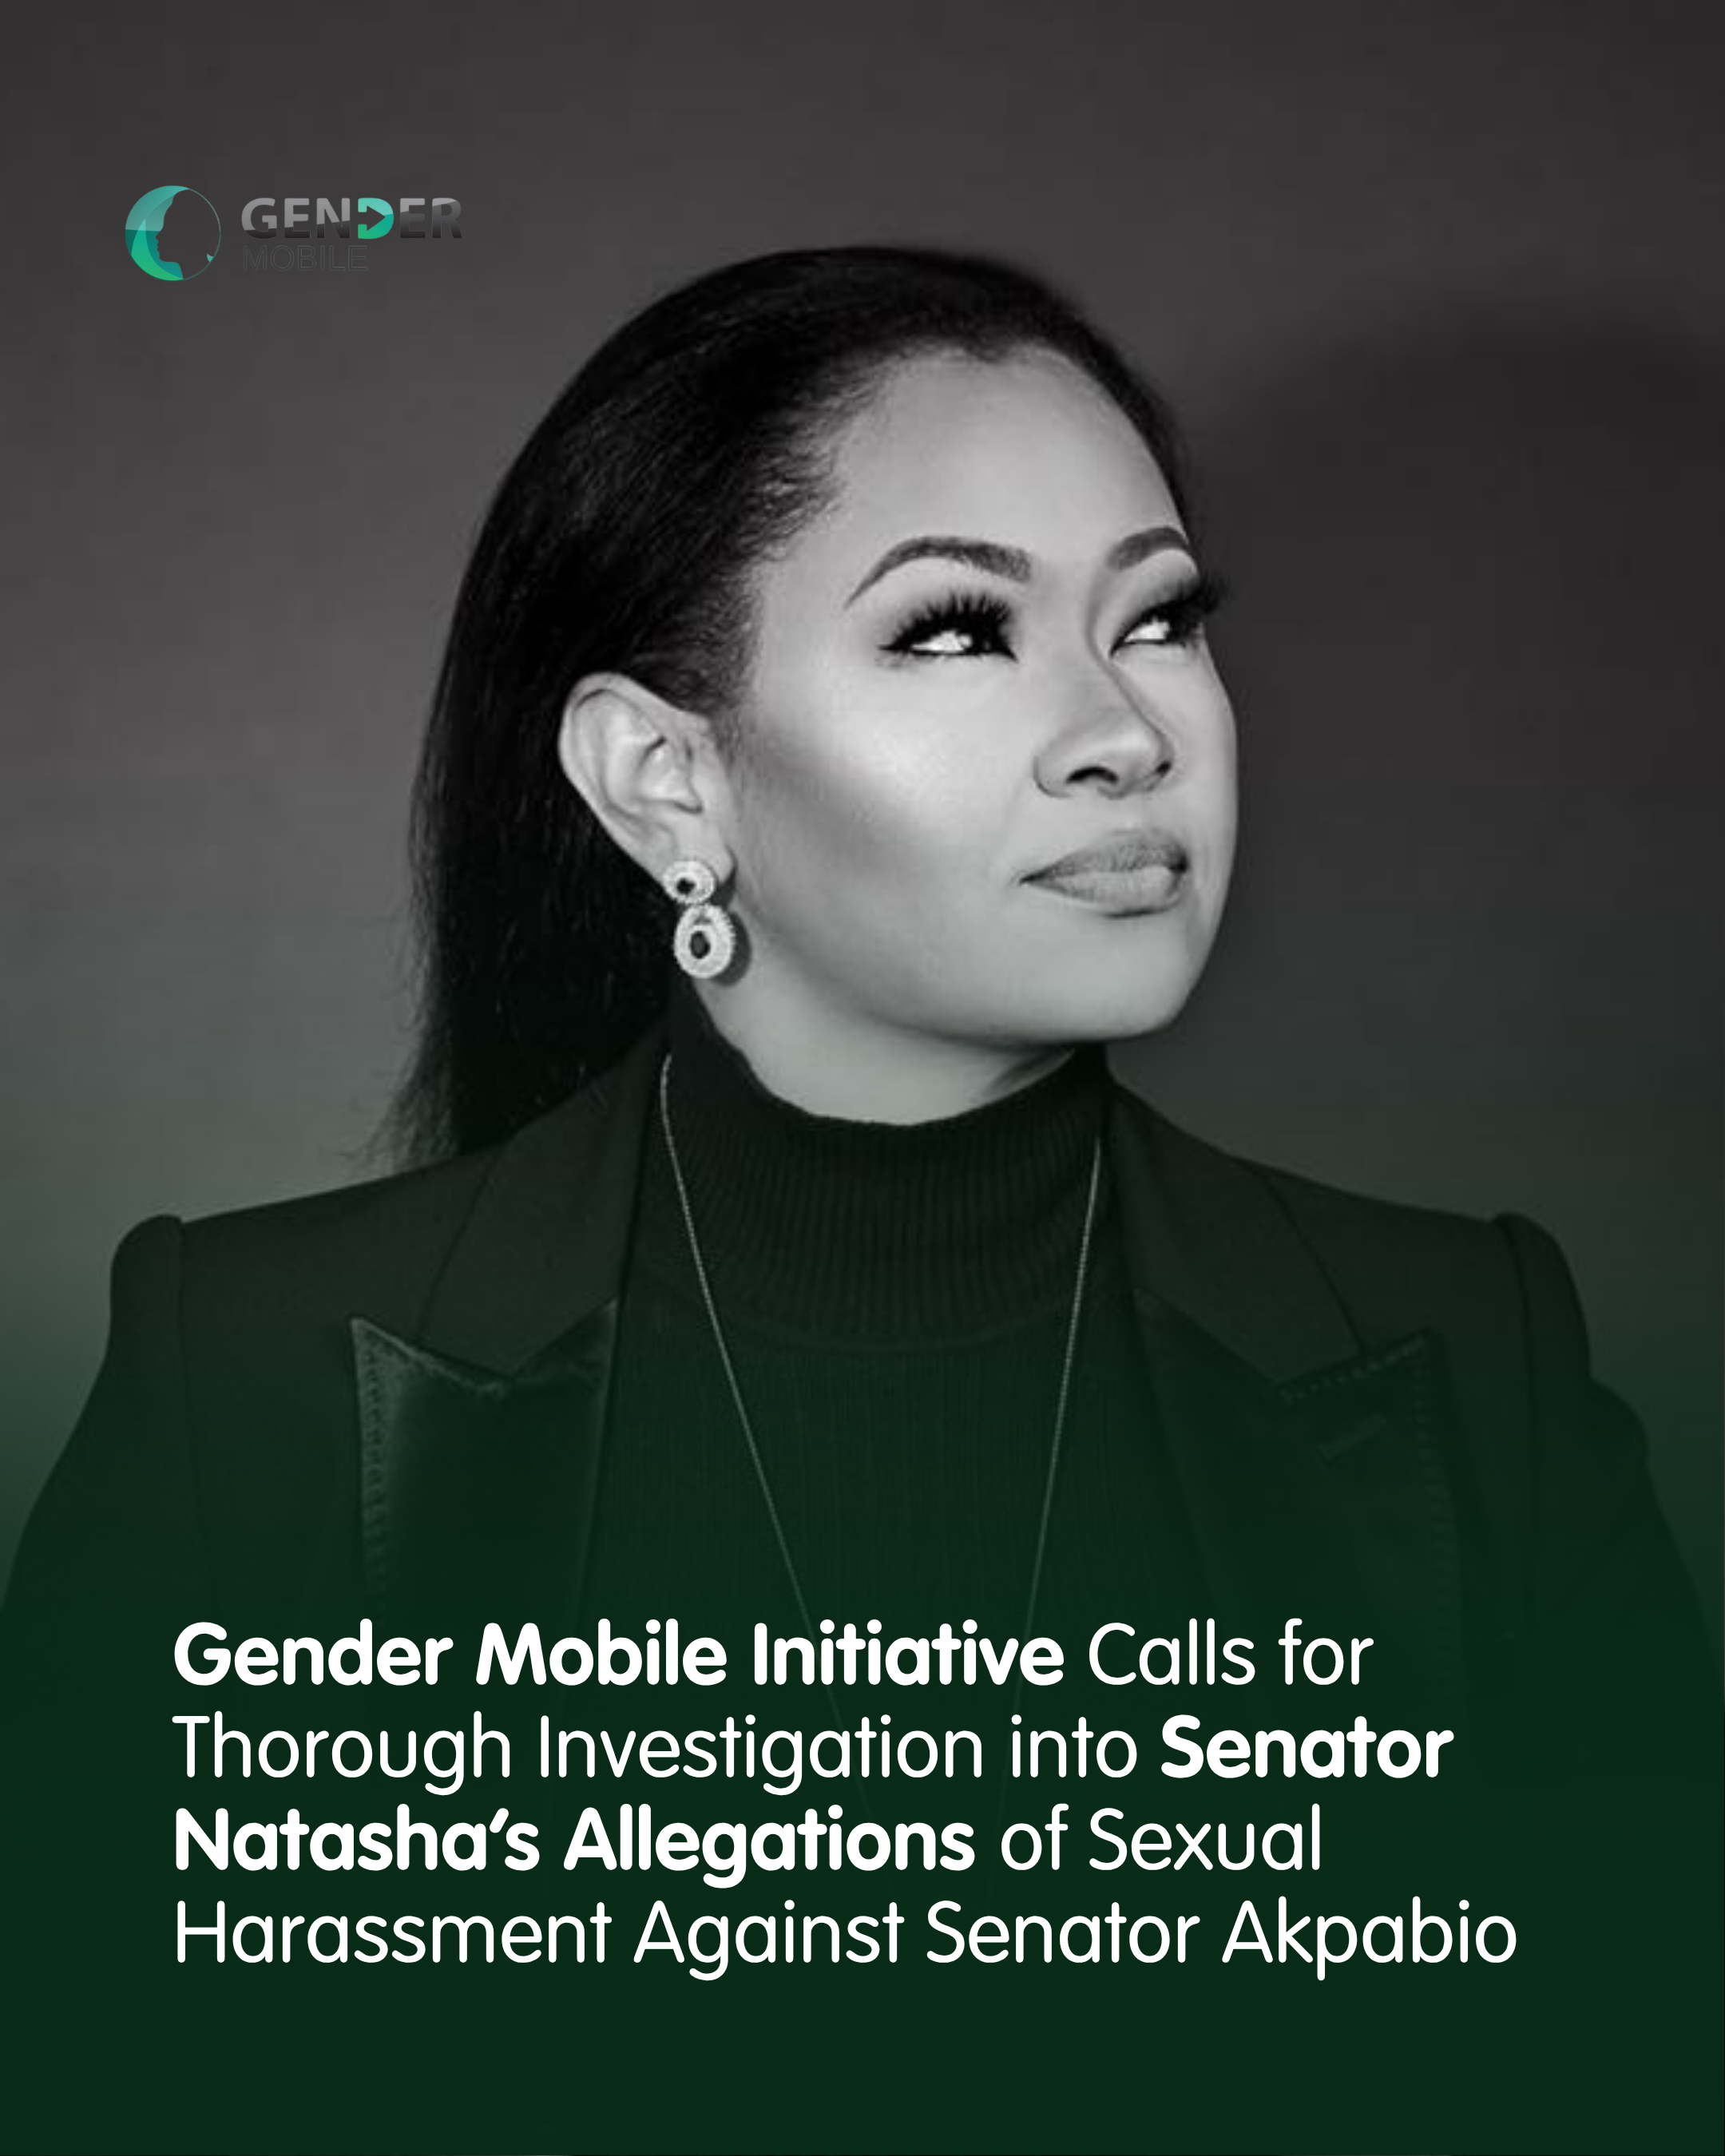 GENDER
MOBILE
Gender Mobile Initiative Calls for
Thorough Investigation into Senator
Natasha’s Allegations of Sexual
Harassment Against Senator Akpabio